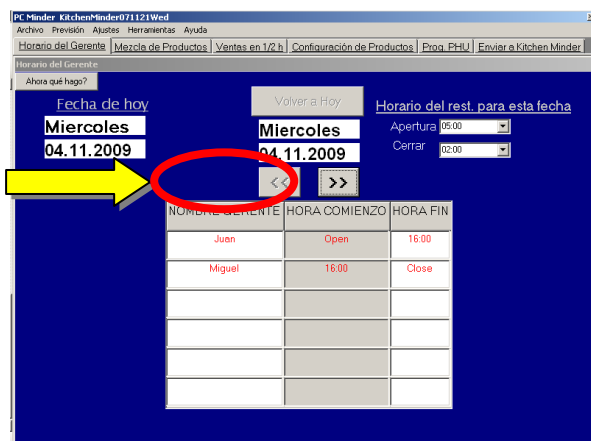 PC Minder KitchenMinder071121Wed
Archivo Previsión Ajustes Herramientas Ayuda
Horario del Gerente Mezcla de Productos Ventas en 1/2 h Configuración de Productos Prog. PHU Enviar a Kitchen Minder
Horario del Gerente
Ahora qué hago?
Fecha de hoy
Miercoles
04.11.2009
Volver a Hoy
Miercoles
04.11.2009
<< >>
Horario del rest. para esta fecha
Apertura 05:00
Cerrar 02:00
NOMBRE GERENTE HORA COMIENZO HORA FIN
Juan Open 16:00
Miguel 16:00 Close